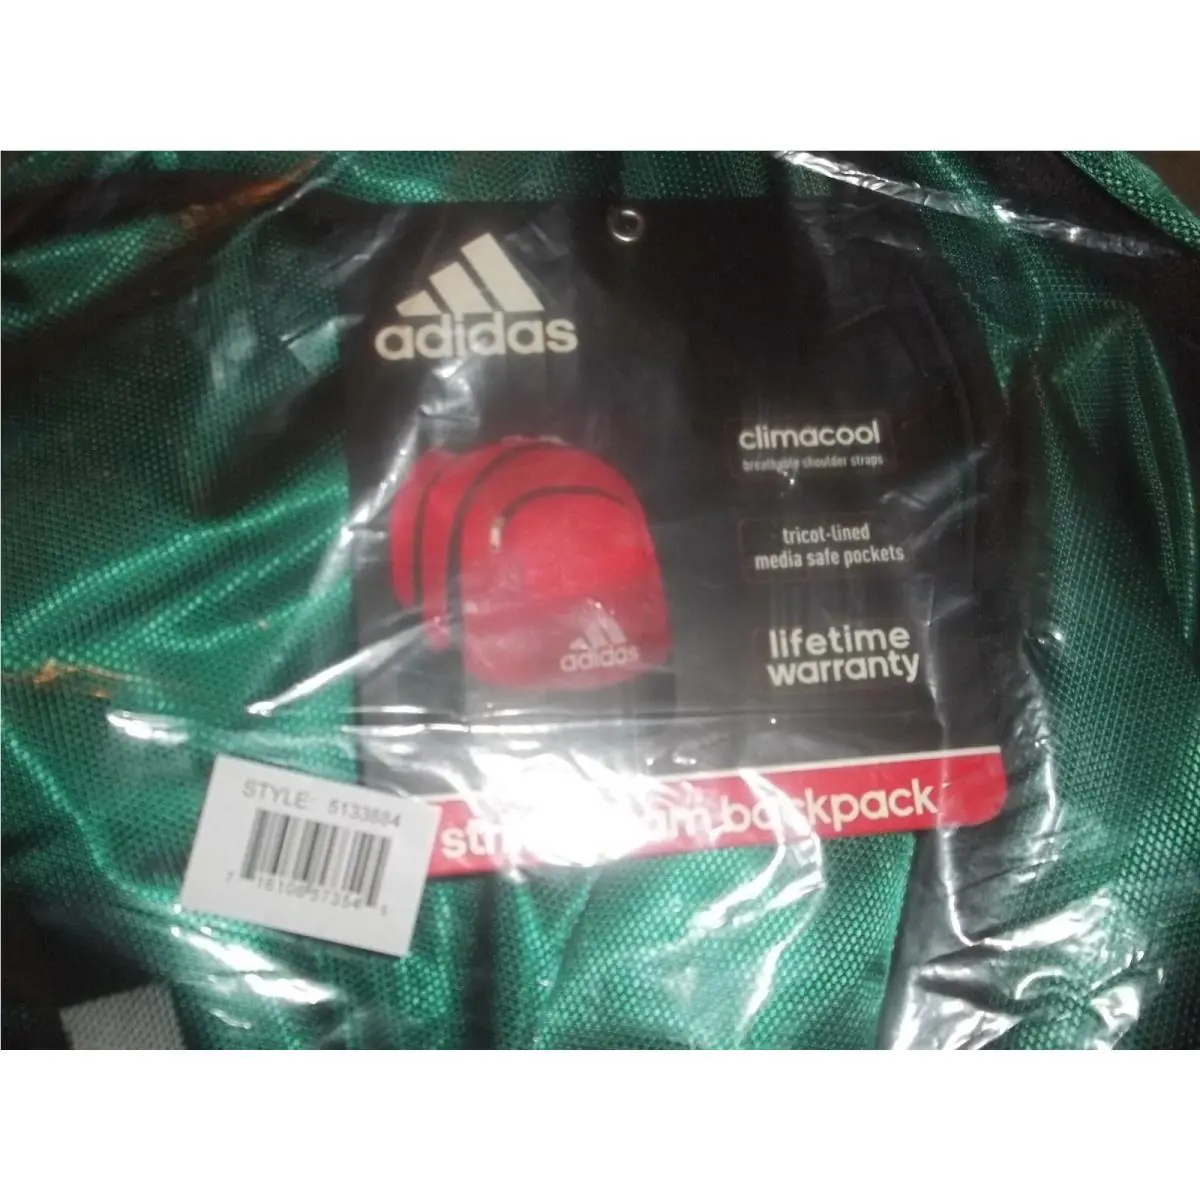 adidas
climacool
breathable shoulder straps
tricot-lined
media safe pockets
lifetime
warranty
adidas
backpack
STYLE: 5133884